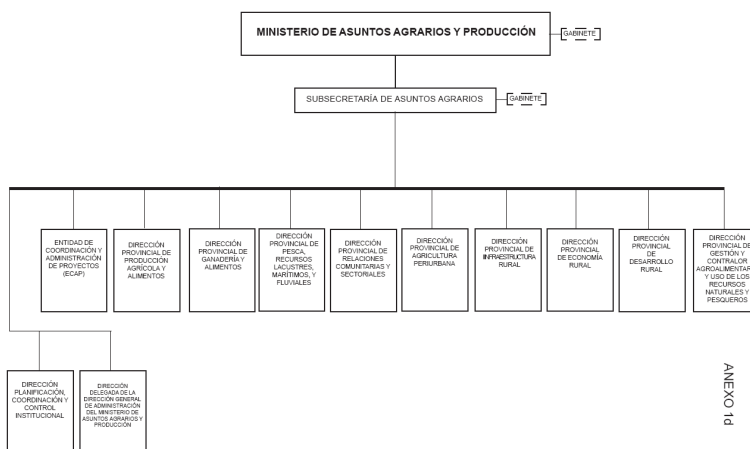 MINISTERIO DE ASUNTOS AGRARIOS Y PRODUCCIÓN
GABINETE
SUBSECRETARÍA DE ASUNTOS AGRARIOS
GABINETE
ENTIDAD DE
COORDINACIÓN Y
ADMINISTRACIÓN
DE PROYECTOS
(ECAP)
DIRECCIÓN
PROVINCIAL DE
PRODUCCIÓN
AGRÍCOLA Y
ALIMENTOS
DIRECCIÓN
PROVINCIAL DE
GANADERÍA Y
ALIMENTOS
DIRECCIÓN
PROVINCIAL DE
PESCA,
RECURSOS
LACUSTRES,
MARÍTIMOS, Y
FLUVIALES
DIRECCIÓN
PROVINCIAL DE
RELACIONES
COMUNITARIAS Y
SECTORIALES
DIRECCIÓN
PROVINCIAL DE
AGRICULTURA
PERIURBANA
DIRECCIÓN
PROVINCIAL DE
INFRAESTRUCTURA
RURAL
DIRECCIÓN
PROVINCIAL
DE ECONOMÍA
RURAL
DIRECCIÓN
PROVINCIAL
DE
DESARROLLO
RURAL
DIRECCIÓN
PROVINCIAL DE
GESTIÓN Y
CONTRALOR
AGROALIMENTARIO
Y USO DE LOS
RECURSOS
NATURALES Y
PESQUEROS
DIRECCIÓN
PLANIFICACIÓN,
COORDINACIÓN Y
CONTROL
INSTITUCIONAL
DIRECCIÓN
DELEGADA DE LA
DIRECCIÓN GENERAL
DE ADMINISTRACIÓN
DEL MINISTERIO DE
ASUNTOS AGRARIOS Y
PRODUCCIÓN
ANEXO 1d